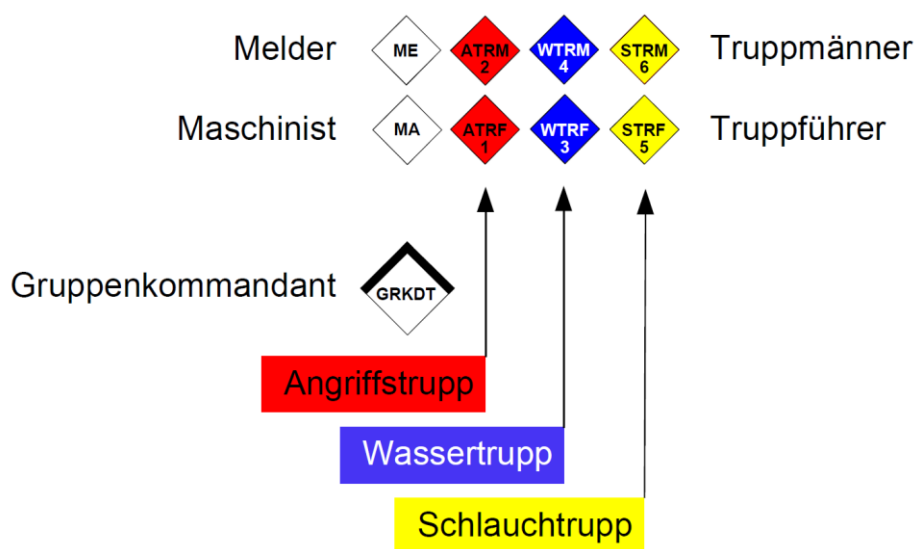 Melder ME ATRM 2 WTRM 4 STRM 6 Truppmänner
Maschinist MA ATRF 1 WTRF 3 STRF 5 Truppführer
Gruppenkommandant GRKDT
Angriffstrupp
Wassertrupp
Schlauchtrupp